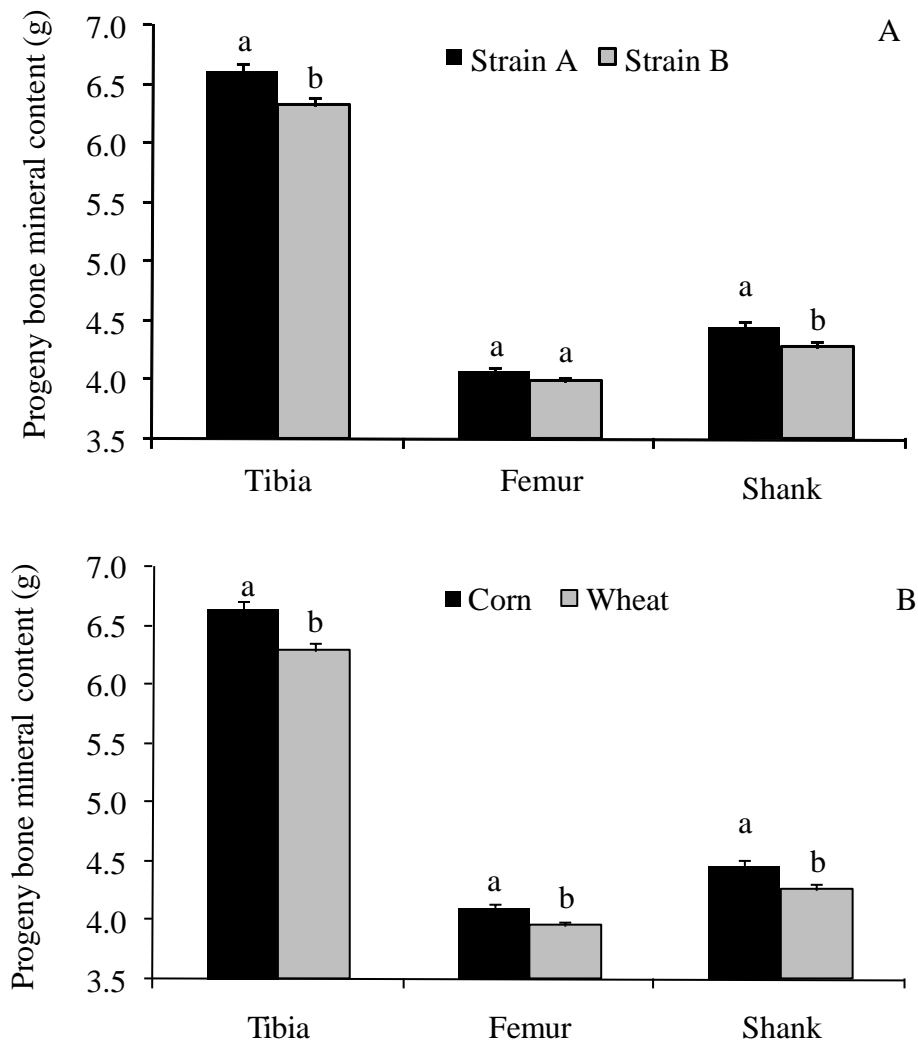 Progeny bone mineral content (g)
7.0
6.5
6.0
5.5
5.0
4.5
4.0
3.5
A
Strain A Strain B
a
b
a
a
a
b
Tibia Femur Shank
Progeny bone mineral content (g)
7.0
6.5
6.0
5.5
5.0
4.5
4.0
3.5
B
Corn Wheat
a
b
a
b
a
b
Tibia Femur Shank